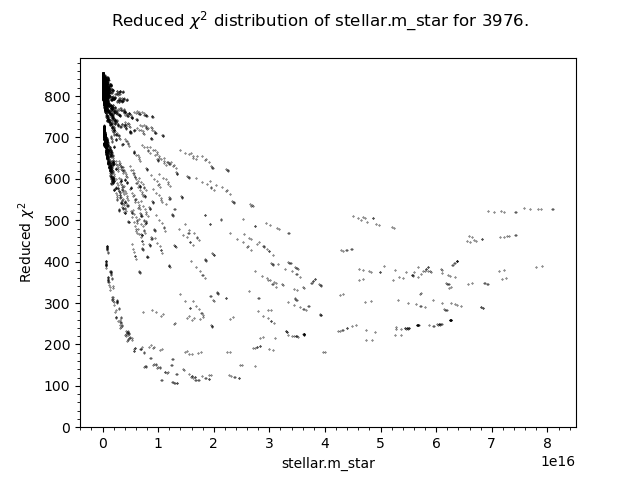 Reduced χ² distribution of stellar.m_star for 3976.
Reduced χ²
800
700
600
500
400
300
200
100
0
0 1 2 3 4 5 6 7 8
1e16
stellar.m_star